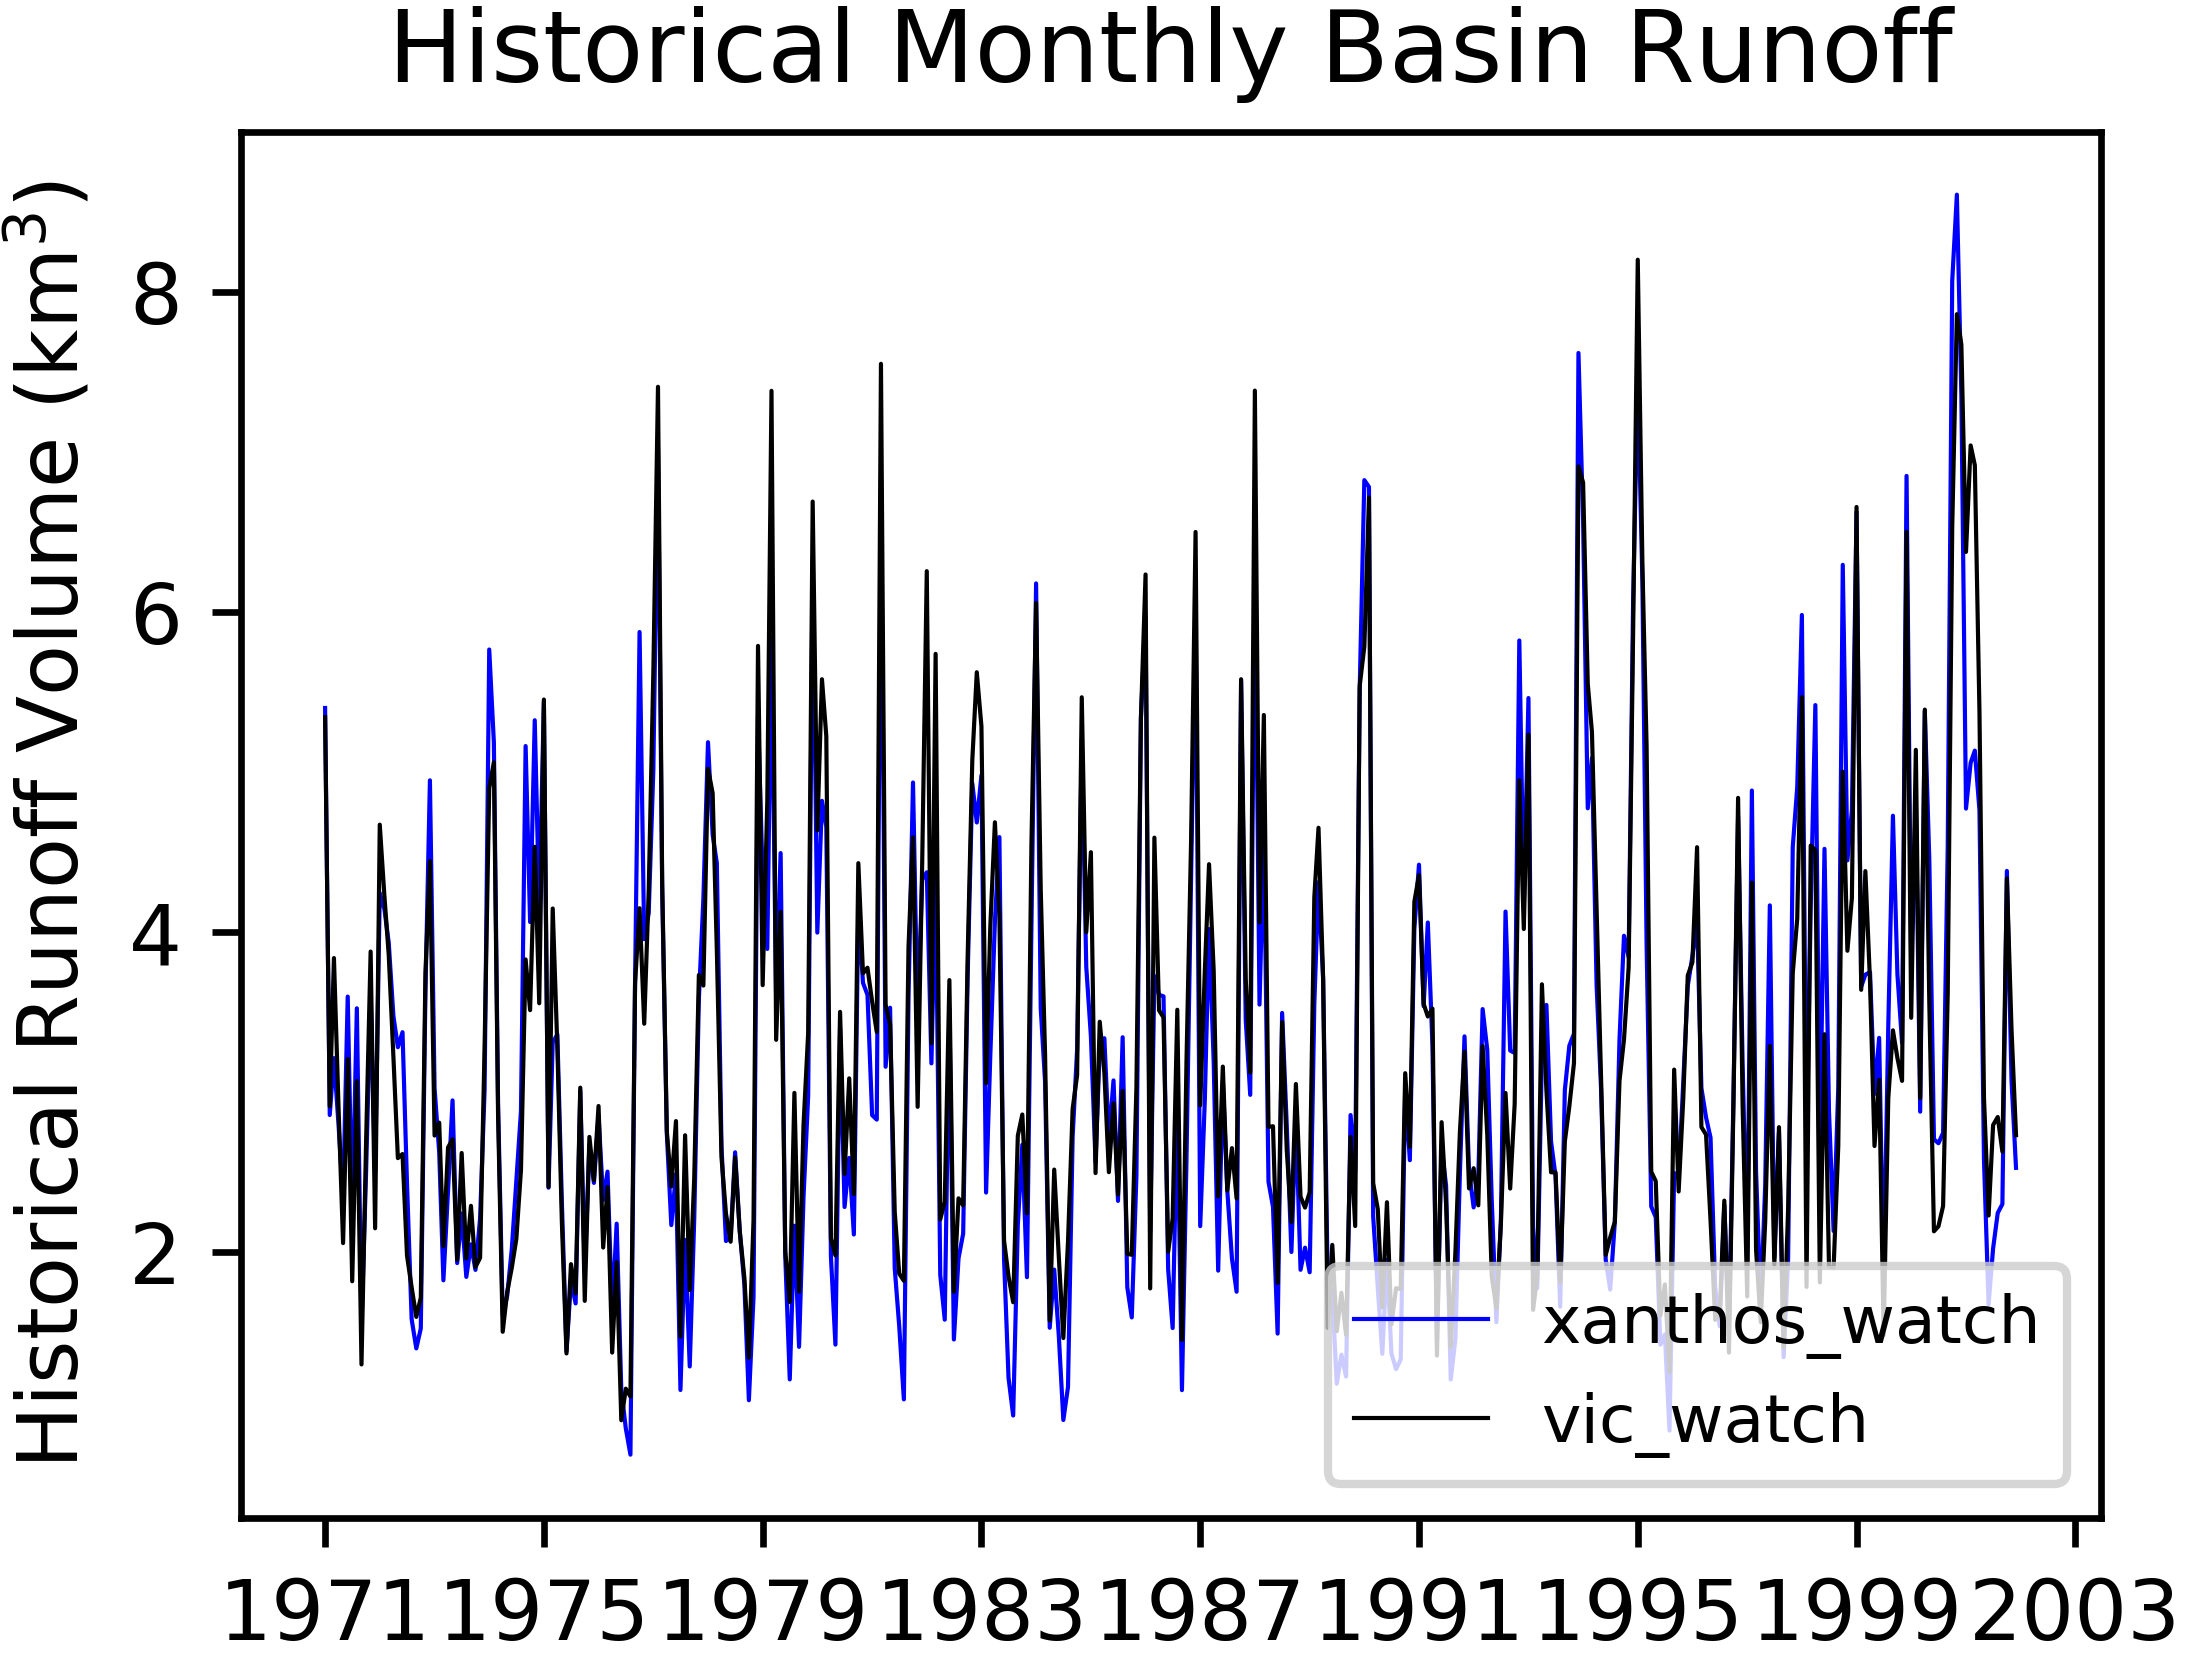 Historical Monthly Basin Runoff
Historical Runoff Volume (km³)
8
6
4
2
xanthos_watch
vic_watch
1971 1975 1979 1983 1987 1991 1995 1999 2003